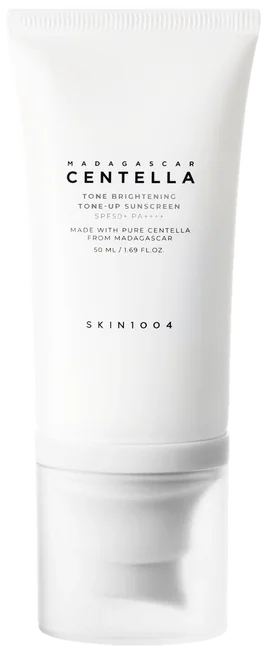 MADAGASCAR
CENTELLA
TONE BRIGHTENING
TONE-UP SUNSCREEN
SPF50+ PA++++
MADE WITH PURE CENTELLA
FROM MADAGASCAR
50 ML / 1.69 FL.OZ.
SKIN1004